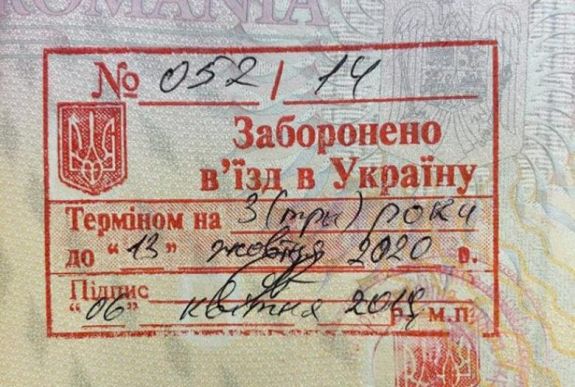 ROMANIA
№ 052 / 14
Заборонено
в'їзд в Україну
Терміном на 3 (три) роки
до "13" жовтня 2020 р.
Підпис
"06" квітня р. м.п.